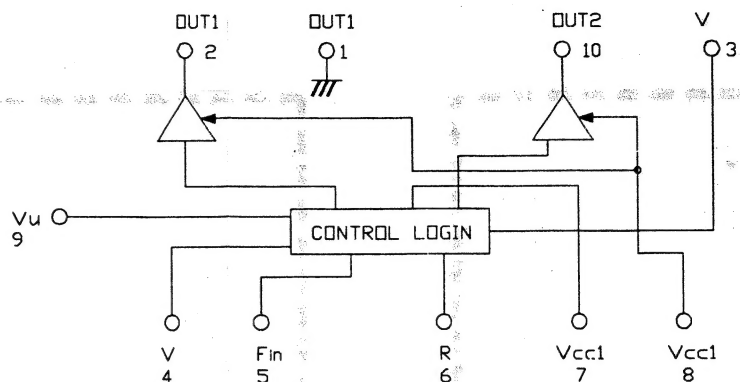 OUT1 OUT1 OUT2 V
2 1 10 3
Vu
9
CONTROL LOGIN
V Fin R Vcc1 Vcc1
4 5 6 7 8